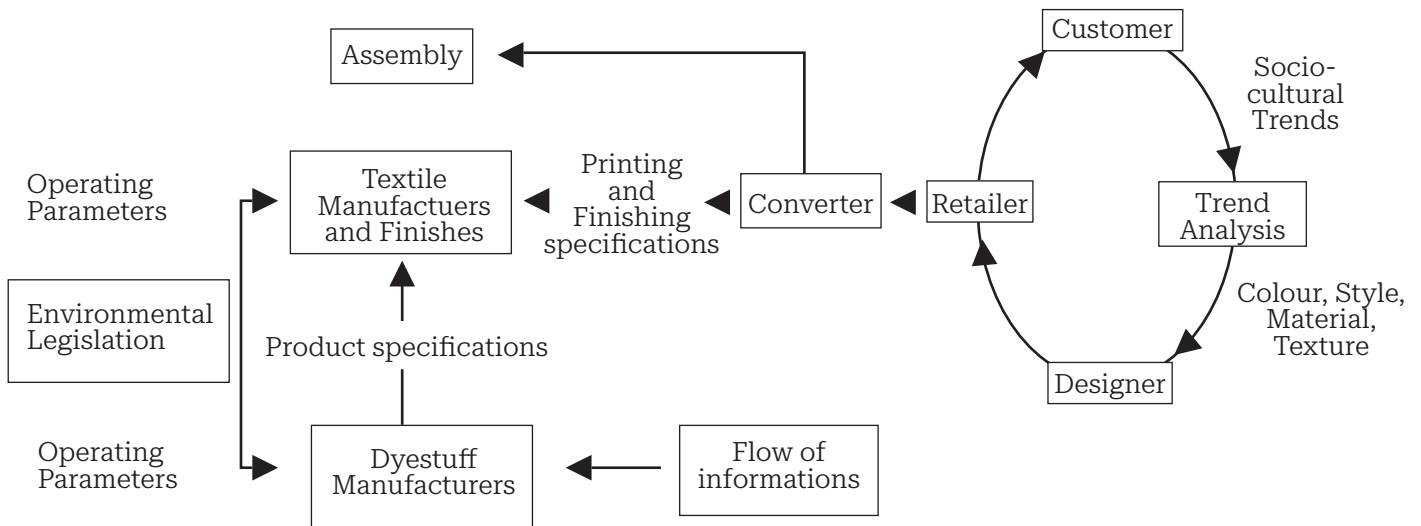 Customer
Assembly
Socio-
cultural
Trends
Operating
Parameters
Textile
Manufactuers
and Finishes
Printing
and
Finishing
specifications
Converter
Retailer
Trend
Analysis
Environmental
Legislation
Product specifications
Colour, Style,
Material,
Texture
Designer
Operating
Parameters
Dyestuff
Manufacturers
Flow of
informations